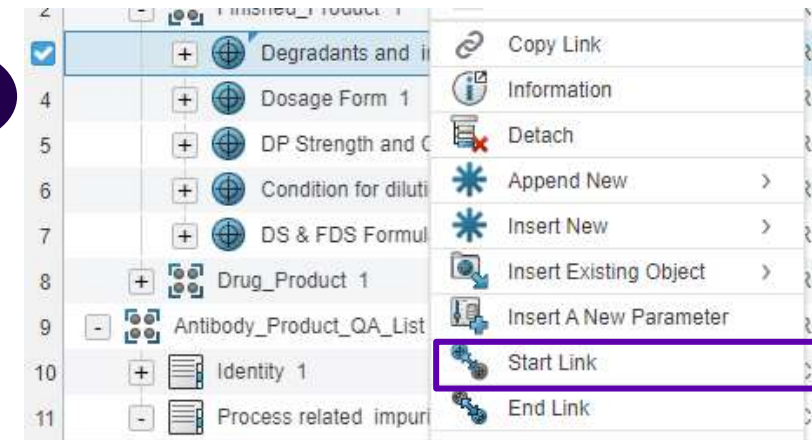 2 Finished_Product 1
Degradants and i
4 Dosage Form 1
5 DP Strength and
6 Condition for diluti
7 DS & FDS Formul
8 Drug_Product 1
9 Antibody_Product_QA_List
10 Identity 1
11 Process related impuri
Copy Link
Information
Detach
Append New
Insert New
Insert Existing Object
Insert A New Parameter
Start Link
End Link